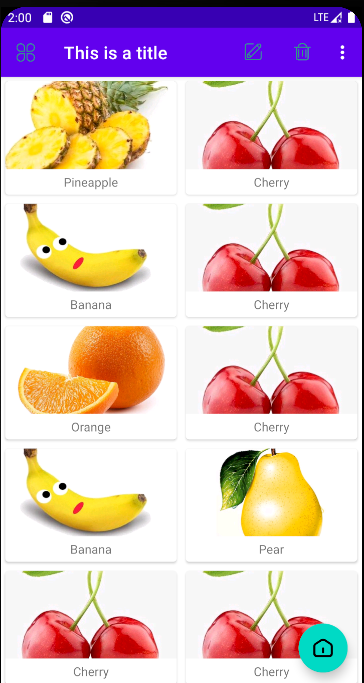 2:00 LTE
This is a title
Pineapple Cherry
Banana Cherry
Orange Cherry
Banana Pear
Cherry Cherry